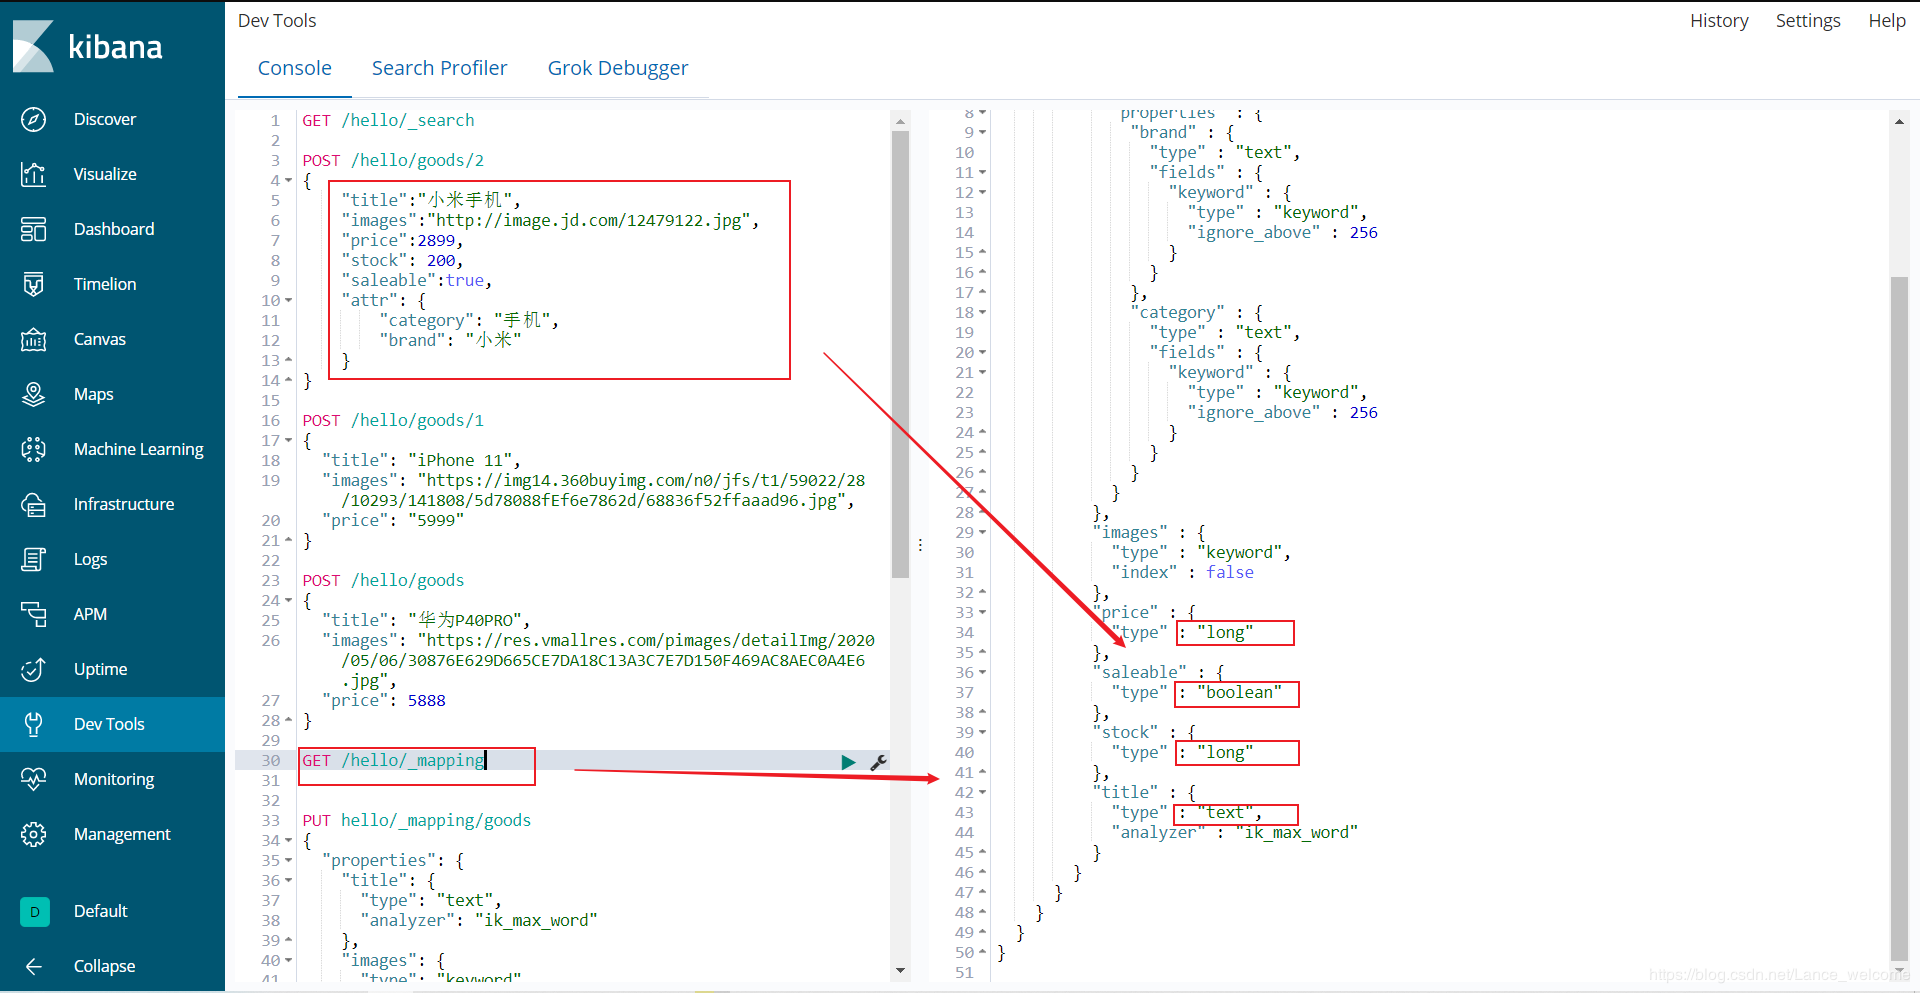 kibana
Discover
Visualize
Dashboard
Timelion
Canvas
Maps
Machine Learning
Infrastructure
Logs
APM
Uptime
Dev Tools
Monitoring
Management
D Default
Collapse
Dev Tools
History Settings Help
Console Search Profiler Grok Debugger
1 GET /hello/_search
2
3 POST /hello/goods/2
4 {
5 "title":"小米手机",
6 "images":"http://image.jd.com/12479122.jpg",
7 "price":2899,
8 "stock": 200,
9 "saleable":true,
10 "attr": {
11 "category": "手机",
12 "brand": "小米"
13 }
14 }
15
16 POST /hello/goods/1
17 {
18 "title": "iPhone 11",
19 "images": "https://img14.360buyimg.com/n0/jfs/t1/59022/28
/10293/141808/5d78088fEf6e7862d/68836f52ffaaad96.jpg",
20 "price": "5999"
21 }
22
23 POST /hello/goods
24 {
25 "title": "华为P40PRO",
26 "images": "https://res.vmallres.com/pimages/detailImg/2020
/05/06/30876E629D665CE7DA18C13A3C7E7D150F469AC8AEC0A4E6
.jpg",
27 "price": 5888
28 }
29
30 GET /hello/_mapping
31
32
33 PUT hello/_mapping/goods
34 {
35 "properties": {
36 "title": {
37 "type": "text",
38 "analyzer": "ik_max_word"
39 },
40 "images": {
41 "type": "keyword"
8 "properties" : {
9 "brand" : {
10 "type" : "text",
11 "fields" : {
12 "keyword" : {
13 "type" : "keyword",
14 "ignore_above" : 256
15 }
16 }
17 },
18 "category" : {
19 "type" : "text",
20 "fields" : {
21 "keyword" : {
22 "type" : "keyword",
23 "ignore_above" : 256
24 }
25 }
26 }
27 }
28 },
29 "images" : {
30 "type" : "keyword",
31 "index" : false
32 },
33 "price" : {
34 "type" : "long"
35 },
36 "saleable" : {
37 "type" : "boolean"
38 },
39 "stock" : {
40 "type" : "long"
41 },
42 "title" : {
43 "type" : "text",
44 "analyzer" : "ik_max_word"
45 }
46 }
47 }
48 }
49 }
50 }
51
https://blog.csdn.net/Lance_welcome